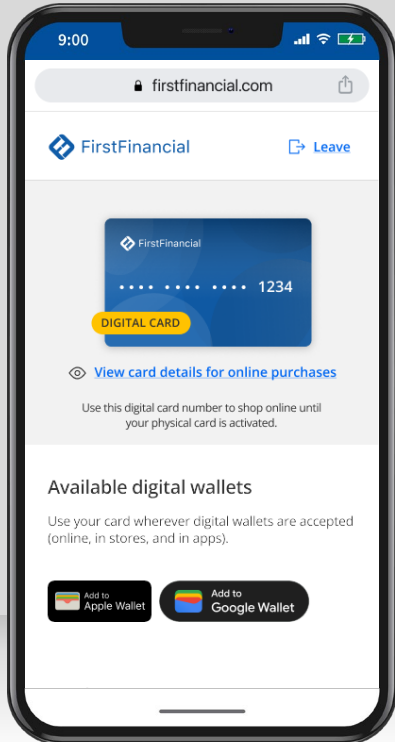 9:00
firstfinancial.com
FirstFinancial
Leave
FirstFinancial
•••• •••• •••• 1234
DIGITAL CARD
View card details for online purchases
Use this digital card number to shop online until
your physical card is activated.
Available digital wallets
Use your card wherever digital wallets are accepted
(online, in stores, and in apps).
Add to
Apple Wallet
Add to
Google Wallet